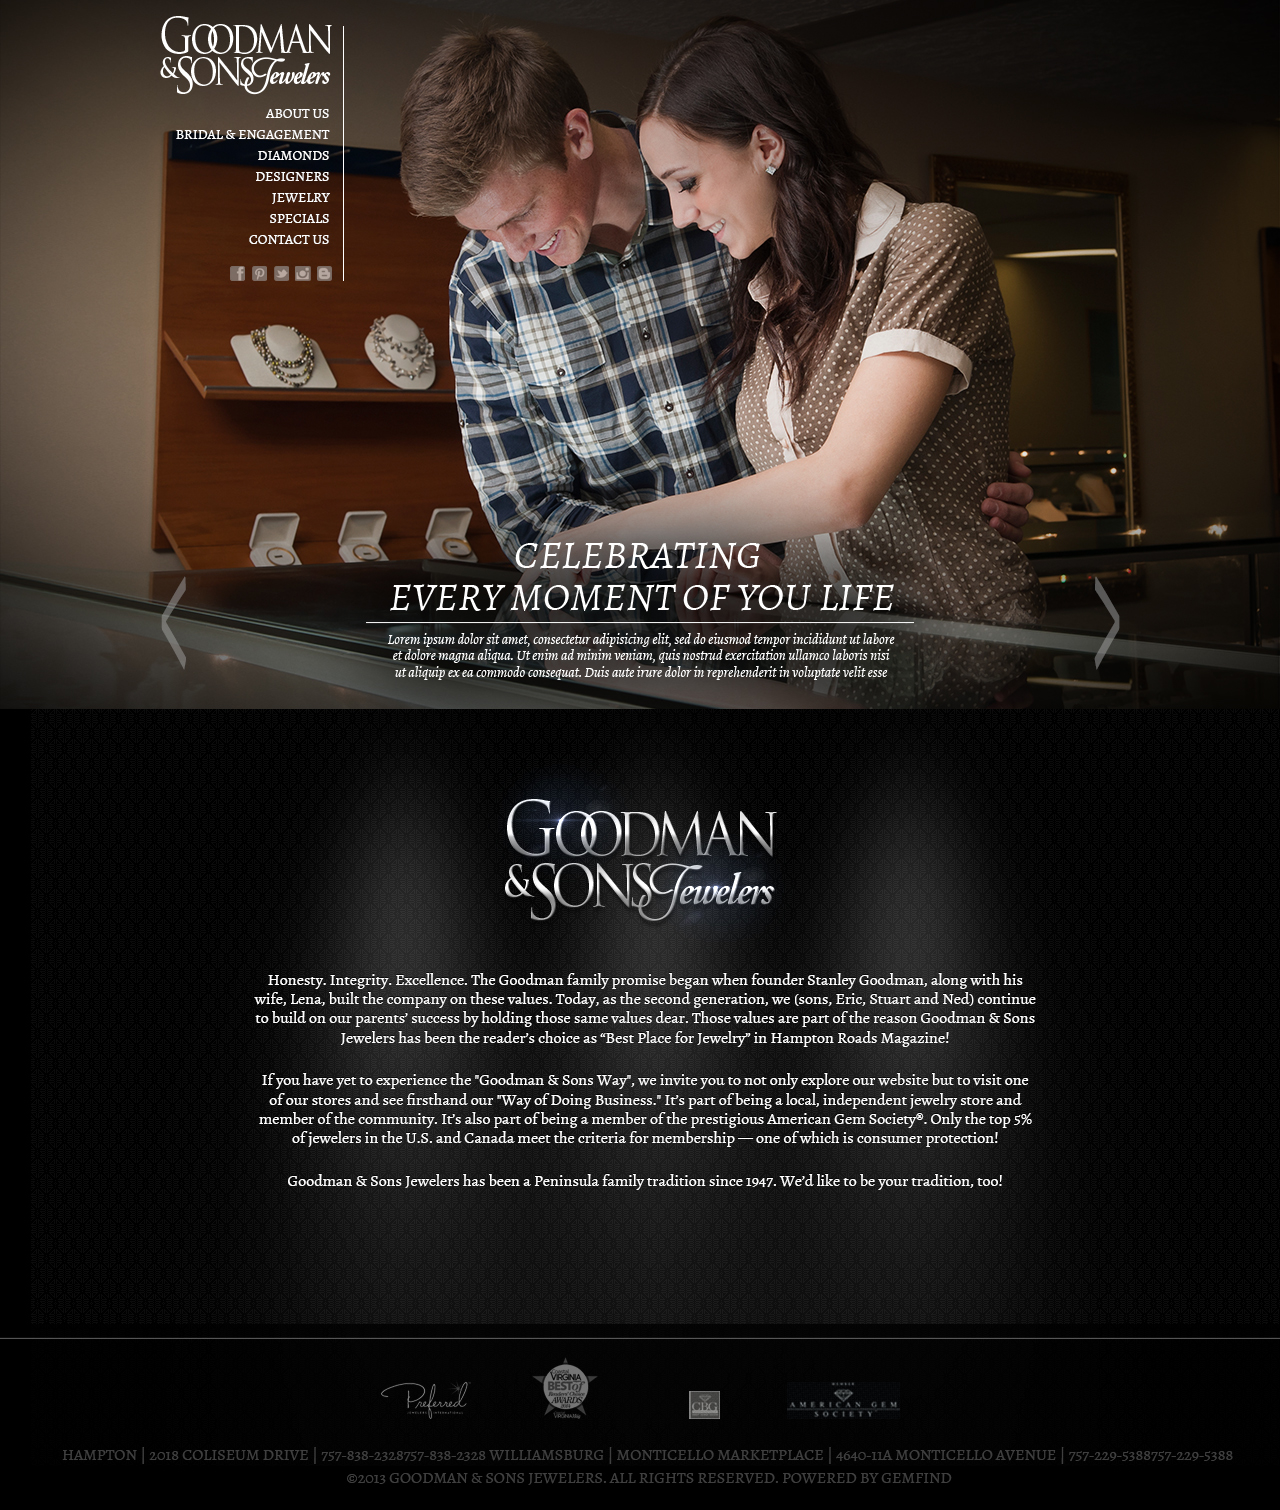 GOODMAN
&SONS Jewelers
ABOUT US
BRIDAL & ENGAGEMENT
DIAMONDS
DESIGNERS
JEWELRY
SPECIALS
CONTACT US
CELEBRATING
EVERY MOMENT OF YOU LIFE
Lorem ipsum dolor sit amet, consectetur adipisicing elit, sed do eiusmod tempor incididunt ut labore
et dolore magna aliqua. Ut enim ad minim veniam, quis nostrud exercitation ullamco laboris nisi
ut aliquip ex ea commodo consequat. Duis aute irure dolor in reprehenderit in voluptate velit esse
GOODMAN
&SONS Jewelers
Honesty. Integrity. Excellence. The Goodman family promise began when founder Stanley Goodman, along with his
wife, Lena, built the company on these values. Today, as the second generation, we (sons, Eric, Stuart and Ned) continue
to build on our parents’ success by holding those same values dear. Those values are part of the reason Goodman & Sons
Jewelers has been the reader’s choice as “Best Place for Jewelry” in Hampton Roads Magazine!
If you have yet to experience the "Goodman & Sons Way", we invite you to not only explore our website but to visit one
of our stores and see firsthand our "Way of Doing Business." It’s part of being a local, independent jewelry store and
member of the community. It’s also part of being a member of the prestigious American Gem Society®. Only the top 5%
of jewelers in the U.S. and Canada meet the criteria for membership — one of which is consumer protection!
Goodman & Sons Jewelers has been a Peninsula family tradition since 1947. We’d like to be your tradition, too!
Preferred
VIRGINIA
BEST of
AWARDS
CBG
MEMBER
AMERICAN GEM
SOCIETY
HAMPTON | 2018 COLISEUM DRIVE | 757-838-2328757-838-2328 WILLIAMSBURG | MONTICELLO MARKETPLACE | 4640-11A MONTICELLO AVENUE | 757-229-5388757-229-5388
©2013 GOODMAN & SONS JEWELERS. ALL RIGHTS RESERVED. POWERED BY GEMFIND